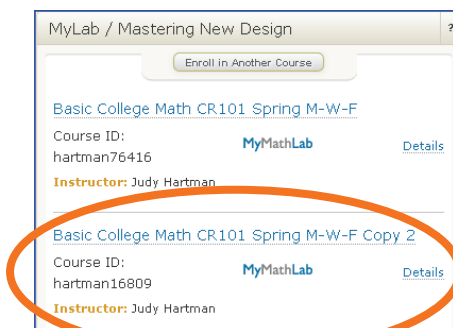 MyLab / Mastering New Design ?
Enroll in Another Course
Basic College Math CR101 Spring M-W-F
Course ID:
hartman76416
MyMathLab
Details
Instructor: Judy Hartman
Basic College Math CR101 Spring M-W-F Copy 2
Course ID:
hartman16809
MyMathLab
Details
Instructor: Judy Hartman